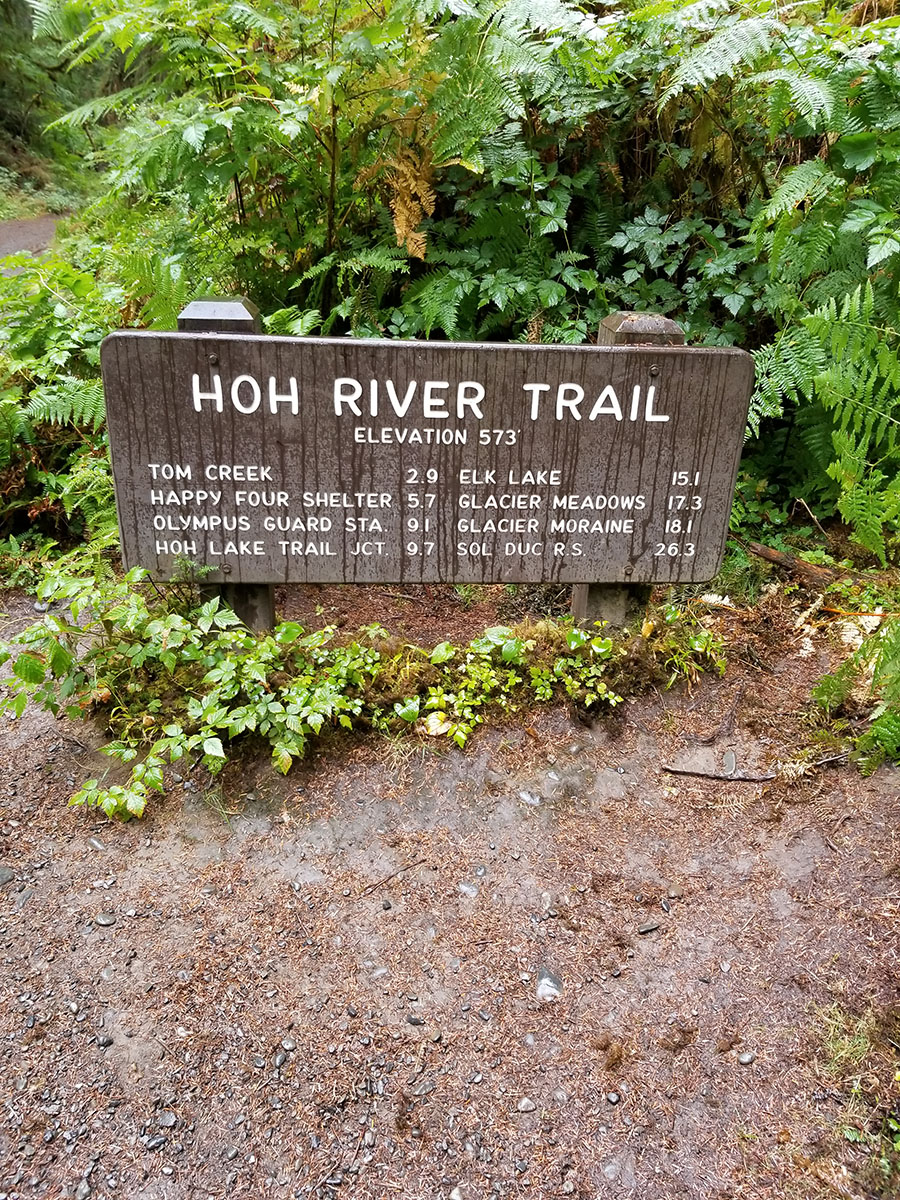 HOH RIVER TRAIL
ELEVATION 573'
TOM CREEK 2.9 ELK LAKE 15.1
HAPPY FOUR SHELTER 5.7 GLACIER MEADOWS 17.3
OLYMPUS GUARD STA. 9.1 GLACIER MORAINE 18.1
HOH LAKE TRAIL JCT. 9.7 SOL DUC R.S. 26.3